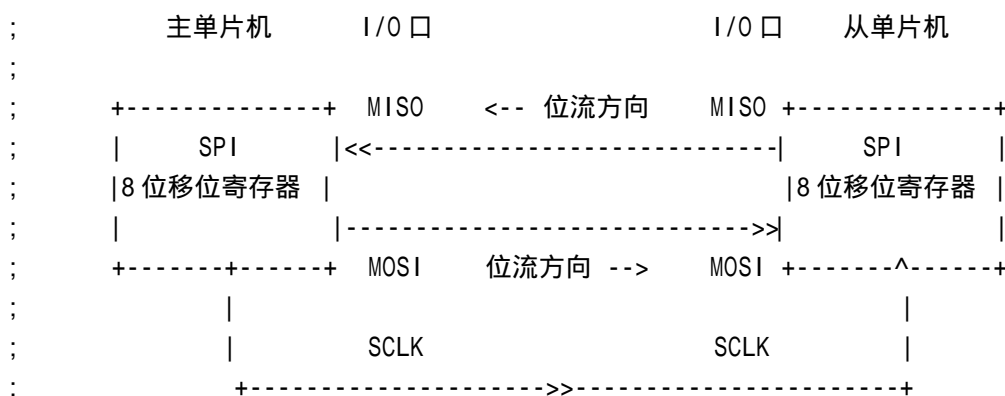 ; 主单片机 I/O 口 I/O 口 从单片机
;
; +--------------+ MISO <-- 位流方向 MISO +--------------+
; | SPI |<<-----------------------------| SPI |
; |8 位移位寄存器 | |8 位移位寄存器 |
; | |----------------------------->>| |
; +-------+------+ MOSI 位流方向 --> MOSI +-------^------+
; | |
; | SCLK SCLK |
; +---------------------->>-----------------------+